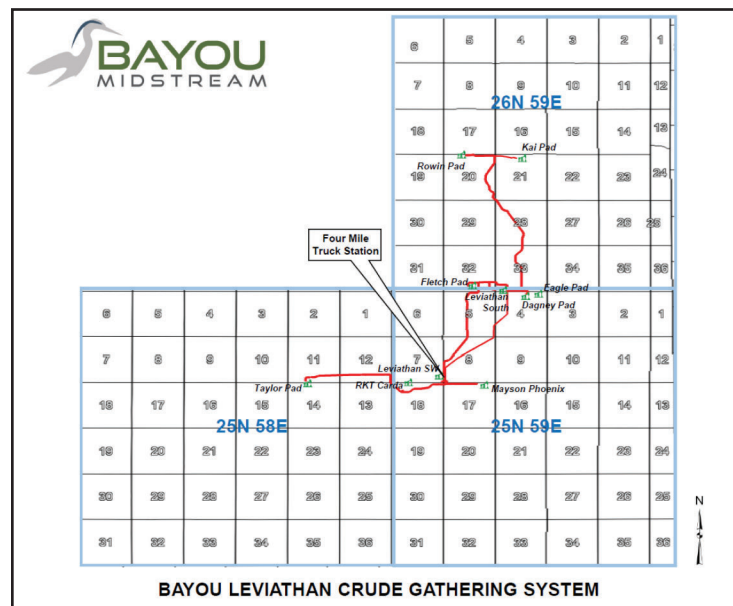 BAYOU
MIDSTREAM
6 5 4 3 2 1
7 8 9 10 11 12
26N 59E
18 17 16 15 14 13
Kai Pad
Rowin Pad
19 20 21 22 23 24
30 29 28 27 26 25
Four Mile
Truck Station
31 32 33 34 35 36
Fletch Pad
Eagle Pad
Leviathan
South
Dagney Pad
6 5 4 3 2 1 6 5 4 3 2 1
7 8 9 10 11 12 7 8 9 10 11 12
Leviathan SW
Taylor Pad
RKT Carda
Mayson Phoenix
18 17 16 15 14 13 18 17 16 15 14 13
25N 58E
25N 59E
19 20 21 22 23 24 19 20 21 22 23 24
30 29 28 27 26 25 30 29 28 27 26 25
31 32 33 34 35 36 31 32 33 34 35 36
N
BAYOU LEVIATHAN CRUDE GATHERING SYSTEM